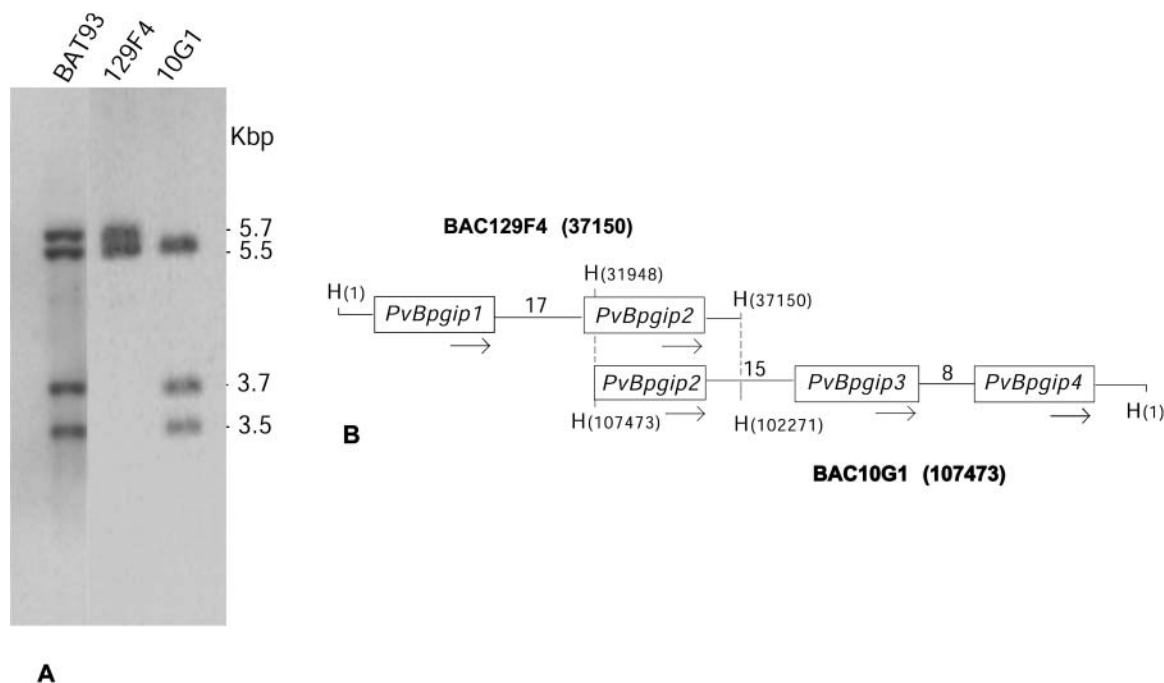 BAT93
129F4
10G1
Kbp
5.7
5.5
3.7
3.5
A
BAC129F4 (37150)
H(31948)
H(1)
H(37150)
17
PvBpgip1
PvBpgip2
15
8
PvBpgip2
PvBpgip3
PvBpgip4
H(107473)
H(102271)
H(1)
B
BAC10G1 (107473)